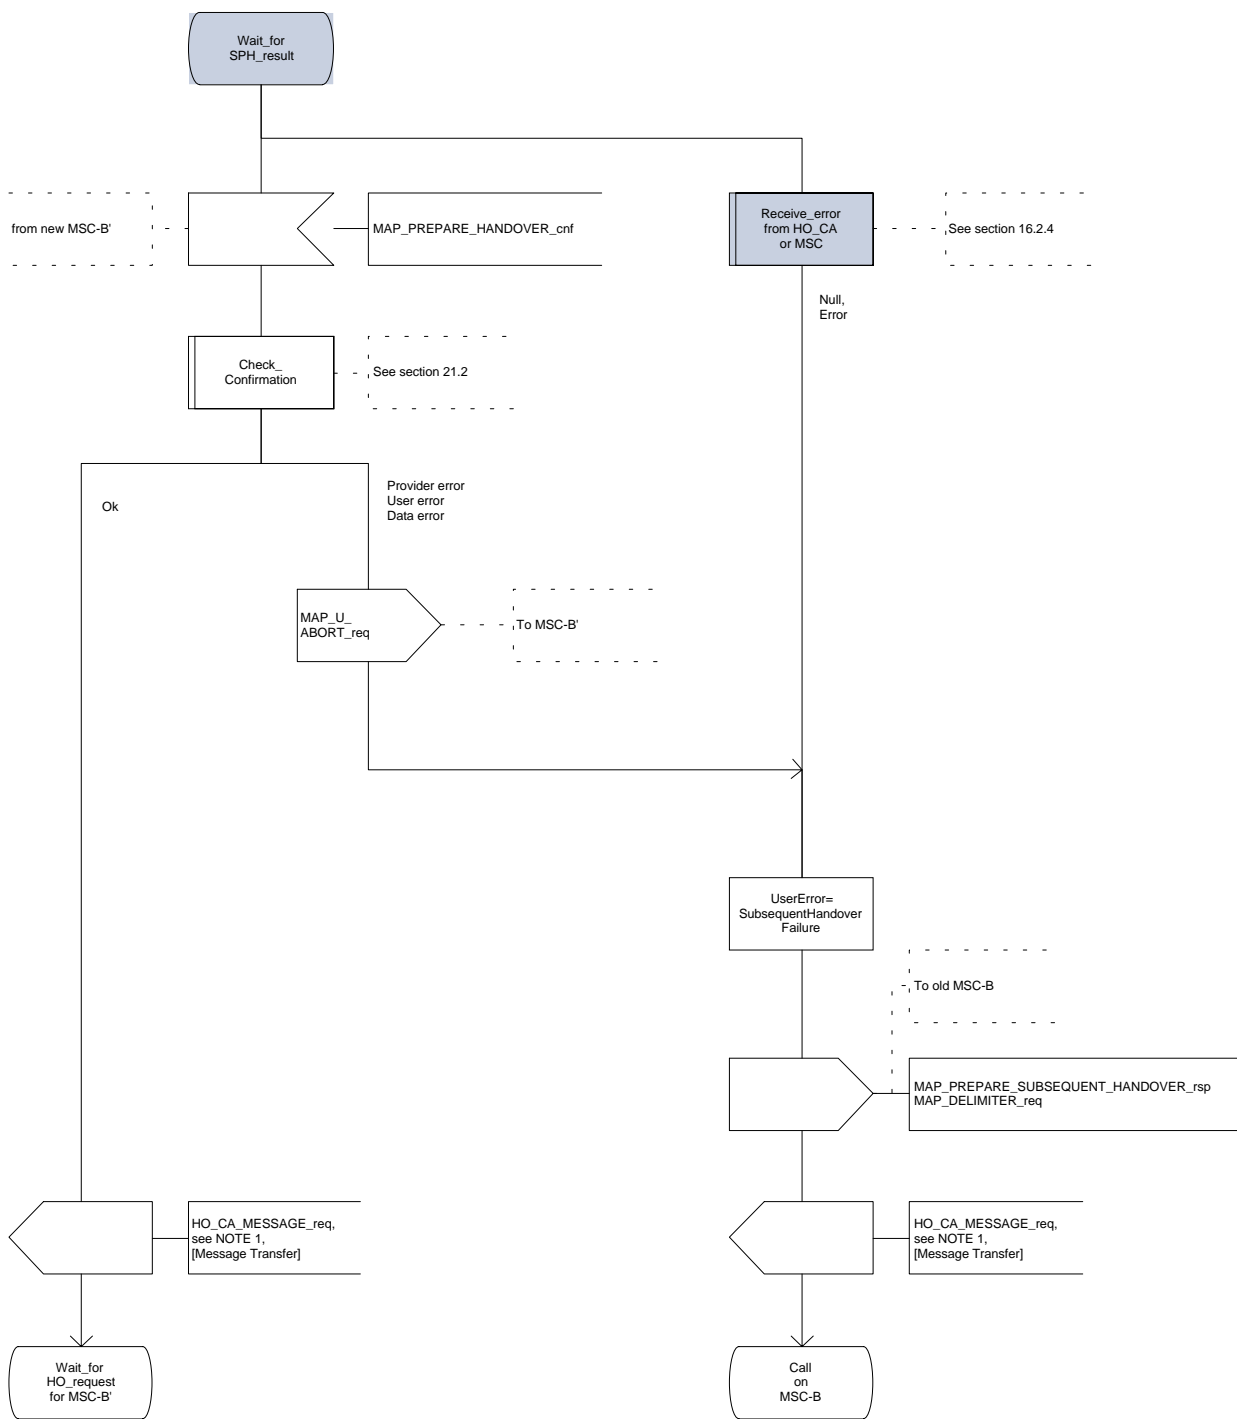 Wait_for
SPH_result
from new MSC-B'
MAP_PREPARE_HANDOVER_cnf
Receive_error
from HO_CA
or MSC
See section 16.2.4
Null,
Error
Check_
Confirmation
See section 21.2
Ok
Provider error
User error
Data error
MAP_U_
ABORT_req
To MSC-B'
UserError=
SubsequentHandover
Failure
To old MSC-B
MAP_PREPARE_SUBSEQUENT_HANDOVER_rsp
MAP_DELIMITER_req
HO_CA_MESSAGE_req,
see NOTE 1,
[Message Transfer]
HO_CA_MESSAGE_req,
see NOTE 1,
[Message Transfer]
Wait_for
HO_request
for MSC-B'
Call
on
MSC-B